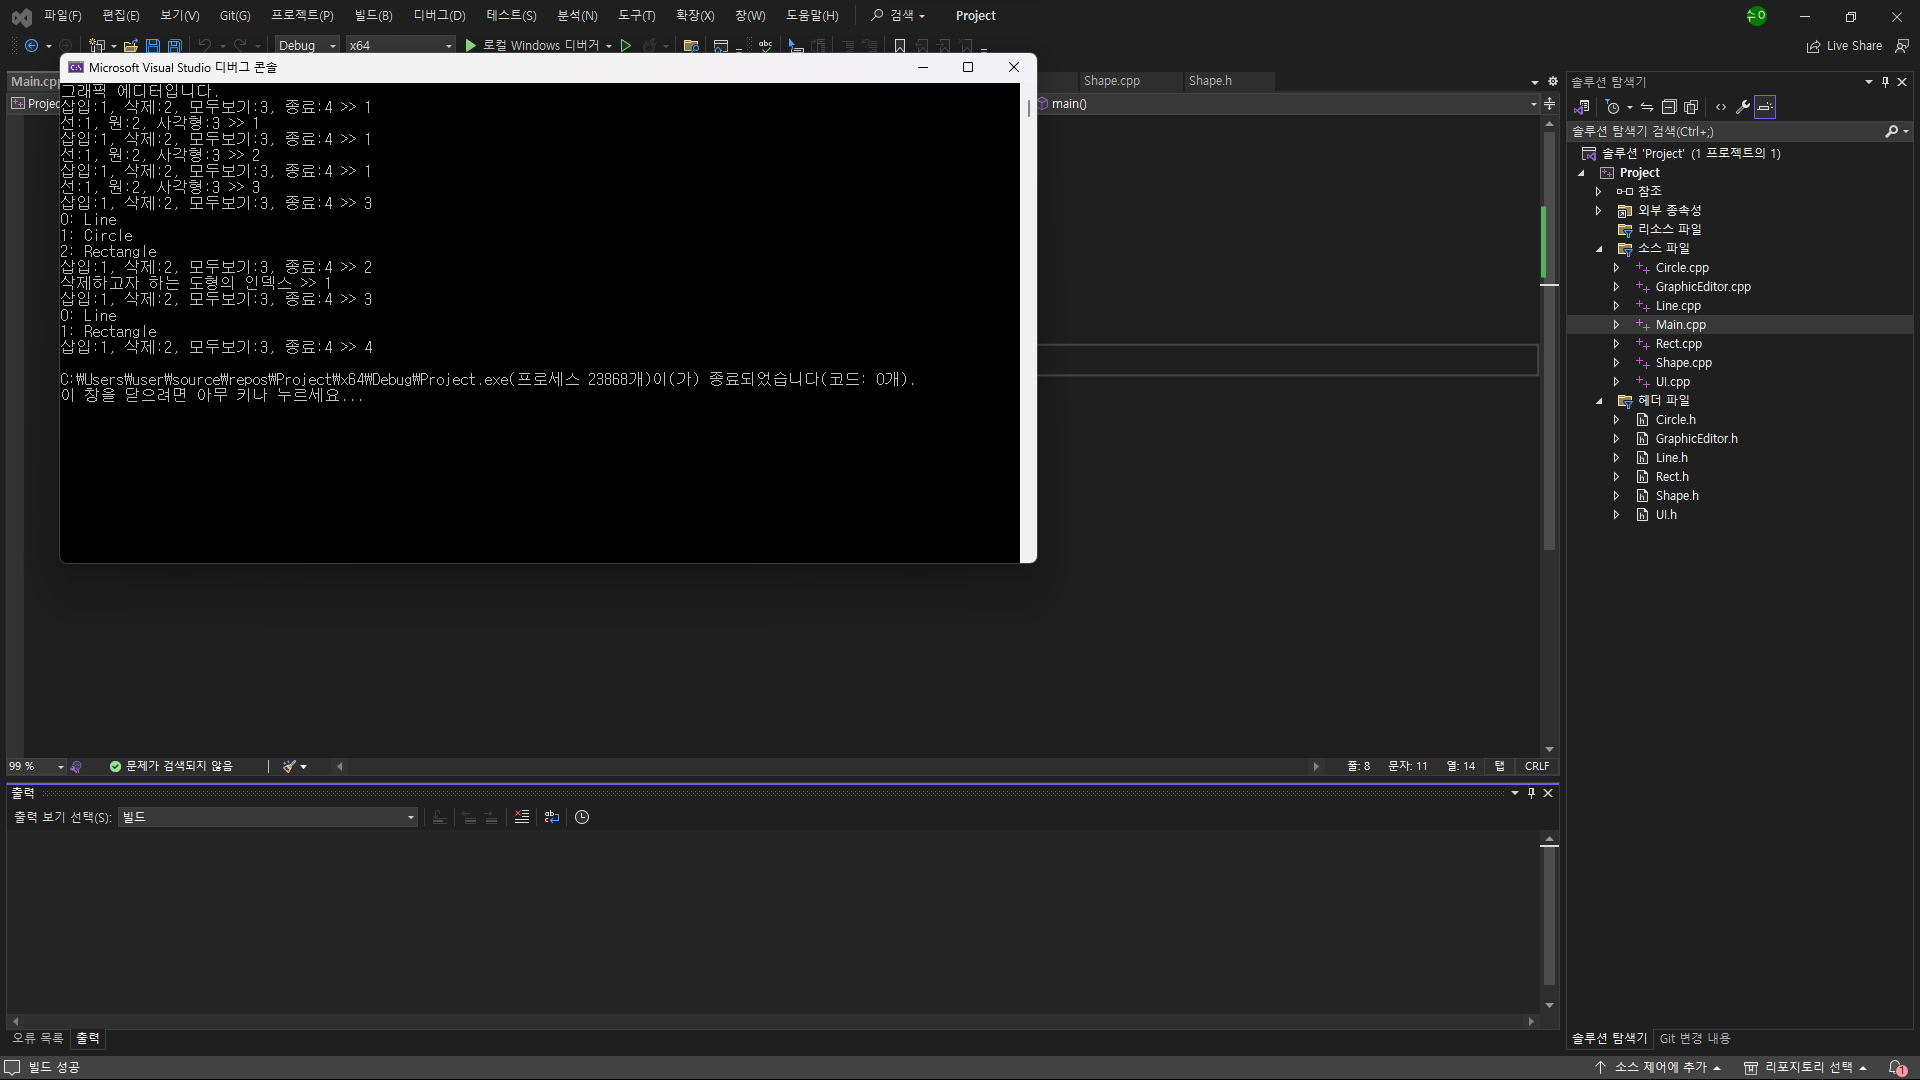 파일(F) 편집(E) 보기(V) Git(G) 프로젝트(P) 빌드(B) 디버그(D) 테스트(S) 분석(N) 도구(T) 확장(X) 창(W) 도움말(H) 검색 Project
Debug x64 로컬 Windows 디버거 Live Share
Microsoft Visual Studio 디버그 콘솔
Main.cpp Shape.cpp Shape.h
main()
그래픽 에디터입니다.
삽입:1, 삭제:2, 모두보기:3, 종료:4 >> 1
선:1, 원:2, 사각형:3 >> 1
삽입:1, 삭제:2, 모두보기:3, 종료:4 >> 1
선:1, 원:2, 사각형:3 >> 2
삽입:1, 삭제:2, 모두보기:3, 종료:4 >> 1
선:1, 원:2, 사각형:3 >> 3
삽입:1, 삭제:2, 모두보기:3, 종료:4 >> 3
0: Line
1: Circle
2: Rectangle
삽입:1, 삭제:2, 모두보기:3, 종료:4 >> 2
삭제하고자 하는 도형의 인덱스 >> 1
삽입:1, 삭제:2, 모두보기:3, 종료:4 >> 3
0: Line
1: Rectangle
삽입:1, 삭제:2, 모두보기:3, 종료:4 >> 4
C:₩Users₩user₩source₩repos₩Project₩x64₩Debug₩Project.exe(프로세스 23868개)이(가) 종료되었습니다(코드: 0개).
이 창을 닫으려면 아무 키나 누르세요...
솔루션 탐색기
솔루션 탐색기 검색(Ctrl+;)
솔루션 'Project' (1 프로젝트의 1)
Project
참조
외부 종속성
리소스 파일
소스 파일
Circle.cpp
GraphicEditor.cpp
Line.cpp
Main.cpp
Rect.cpp
Shape.cpp
UI.cpp
헤더 파일
Circle.h
GraphicEditor.h
Line.h
Rect.h
Shape.h
UI.h
99 % 문제가 검색되지 않음 줄: 8 문자: 11 열: 14 탭 CRLF
출력
출력 보기 선택(S): 빌드
오류 목록 출력
솔루션 탐색기 Git 변경 내용
빌드 성공 소스 제어에 추가 리포지토리 선택 1